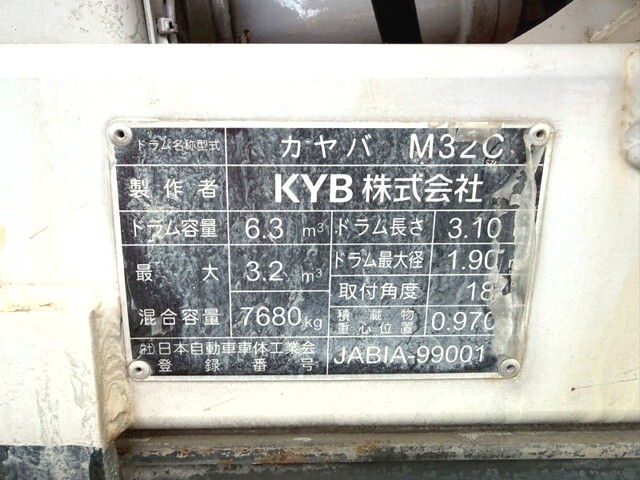 ドラム名称型式 カヤバ M32C
製作者 KYB 株式会社
ドラム容量 6.3 m³ ドラム長さ 3.10
最大 3.2 m³ ドラム最大径 1.90
取付角度 18
混合容量 7680 kg 積載物重心位置 0.970
(社)日本自動車車体工業会
登録番号 JABIA-99001